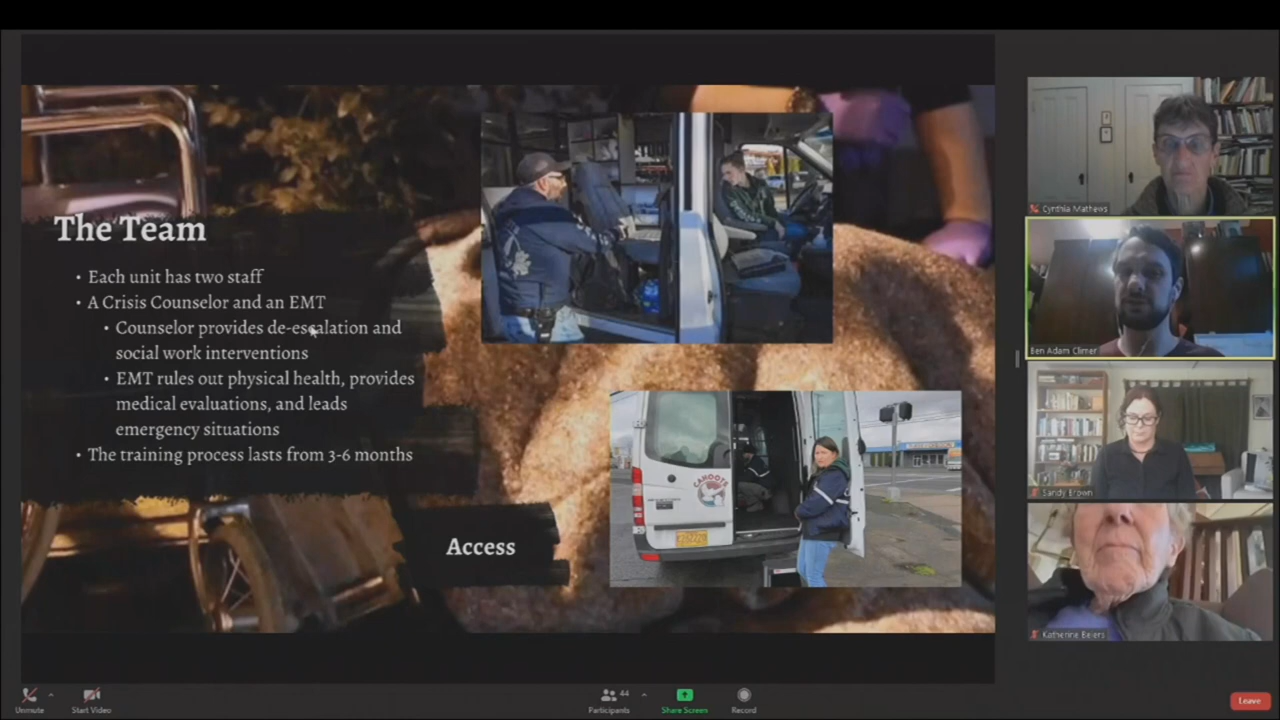 The Team
• Each unit has two staff
• A Crisis Counselor and an EMT
• Counselor provides de-escalation and
social work interventions
• EMT rules out physical health, provides
medical evaluations, and leads
emergency situations
• The training process lasts from 3-6 months
Access
CAHOOTS
Cynthia Mathews
Ben Adam Climer
Sandy Brown
Katherine Beiers
Unmute
Start Video
Participants
44
Share Screen
Record
Leave